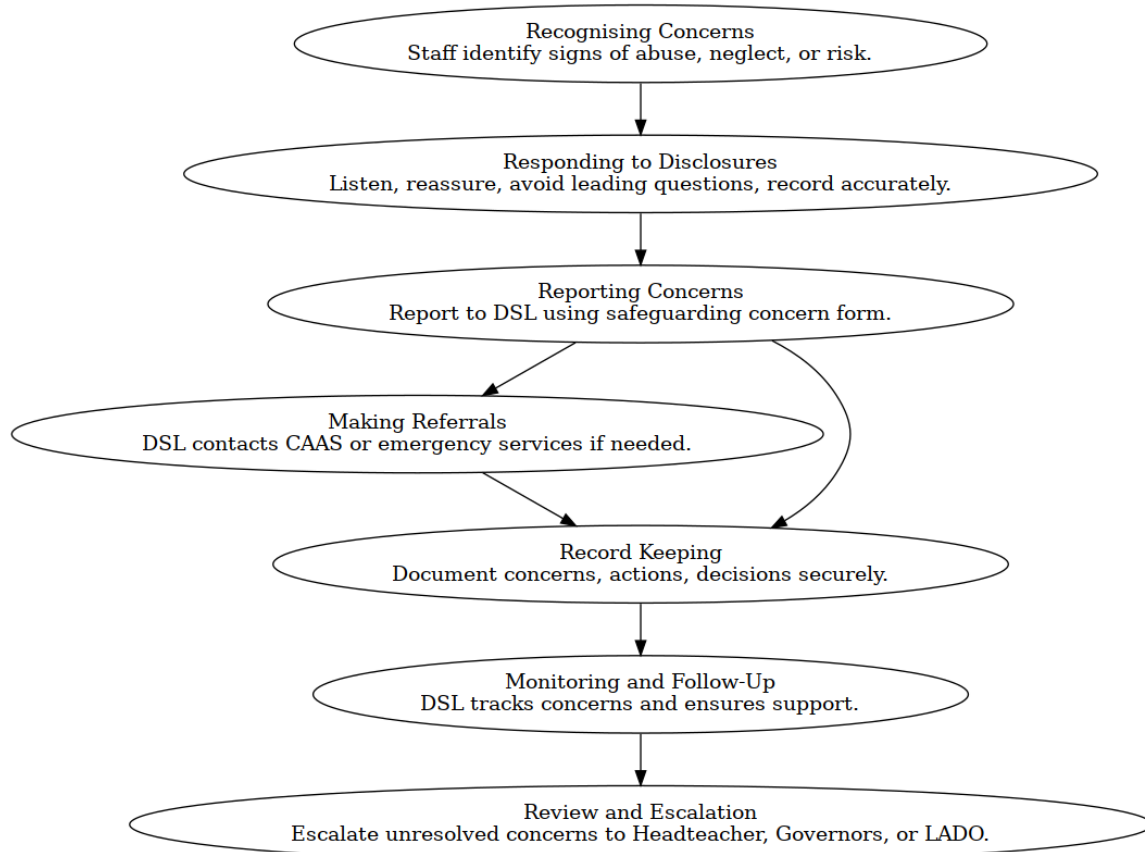 Recognising Concerns
Staff identify signs of abuse, neglect, or risk.
Responding to Disclosures
Listen, reassure, avoid leading questions, record accurately.
Reporting Concerns
Report to DSL using safeguarding concern form.
Making Referrals
DSL contacts CAAS or emergency services if needed.
Record Keeping
Document concerns, actions, decisions securely.
Monitoring and Follow-Up
DSL tracks concerns and ensures support.
Review and Escalation
Escalate unresolved concerns to Headteacher, Governors, or LADO.